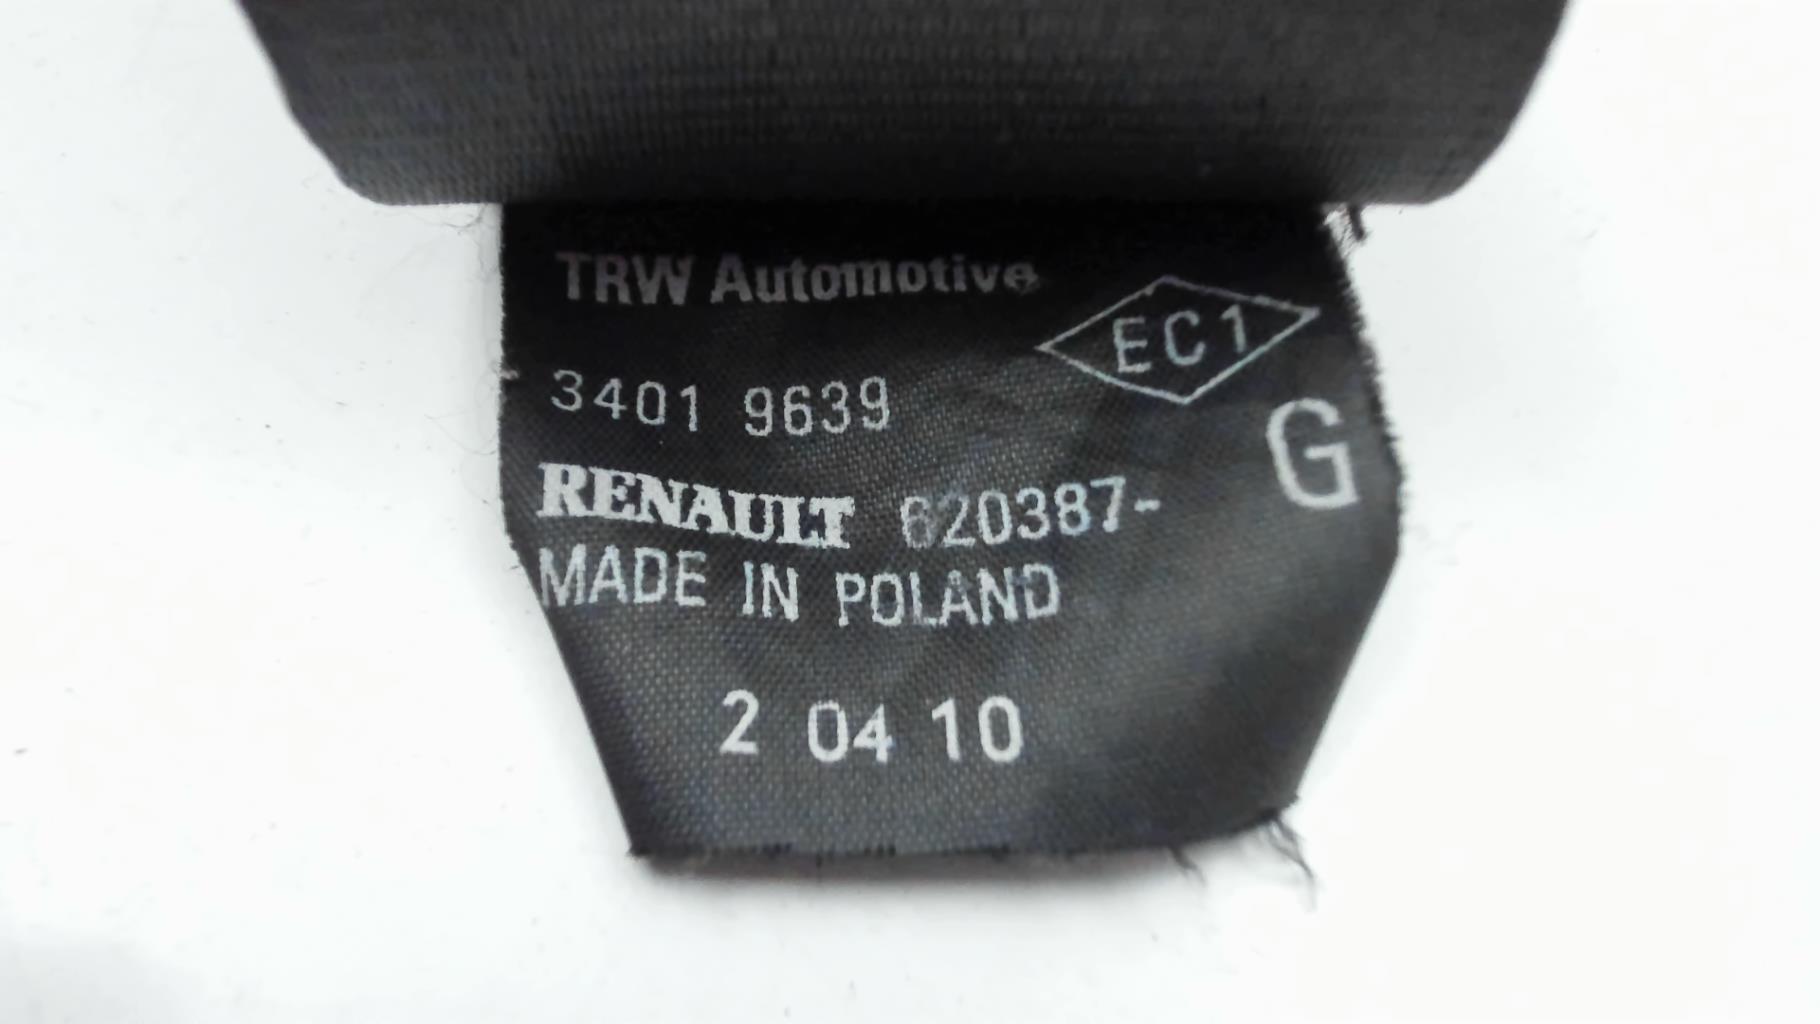 TRW Automotive
EC1
3401 9639
G
RENAULT 620387-
MADE IN POLAND
2 04 10